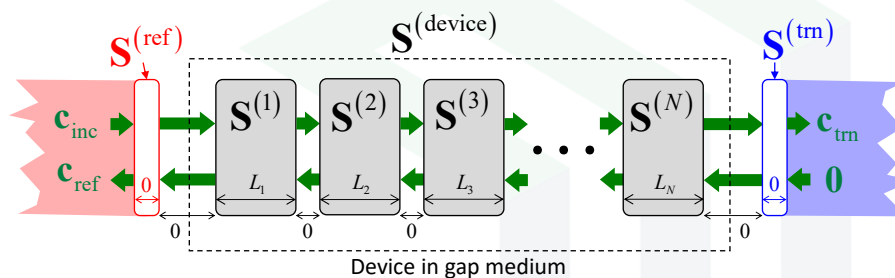 S^(ref)
S^(device)
S^(trn)
c_inc
S^(1)
S^(2)
S^(3)
• • •
S^(N)
c_trn
c_ref
0
L_1
L_2
L_3
L_N
0
0
0
0
0
0
0
Device in gap medium